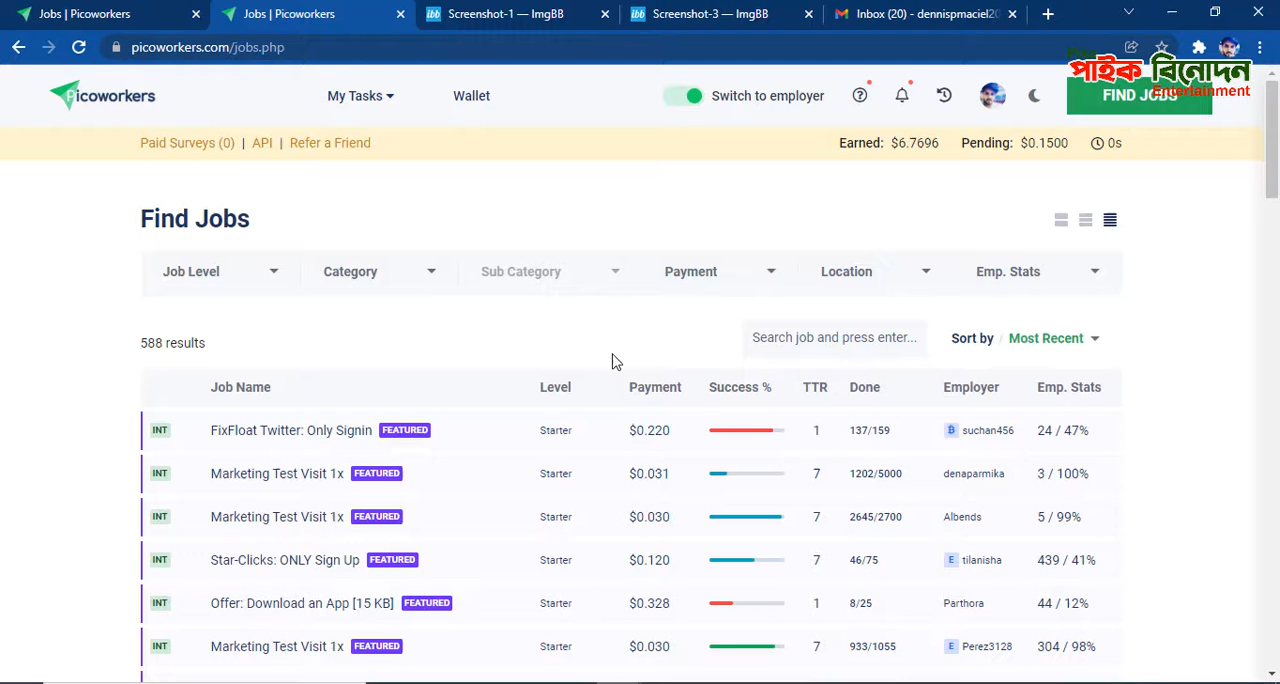 Jobs | Picoworkers
Jobs | Picoworkers
ibb Screenshot-1 — ImgBB
ibb Screenshot-3 — ImgBB
Inbox (20) - dennispmaciel20
picoworkers.com/jobs.php
Picoworkers
My Tasks
Wallet
Switch to employer
FIND JOBS
পাইক বিনোদন
Entertainment
Paid Surveys (0) | API | Refer a Friend
Earned: $6.7696 Pending: $0.1500 0s
Find Jobs
Job Level Category Sub Category Payment Location Emp. Stats
588 results
Search job and press enter...
Sort by / Most Recent
Job Name Level Payment Success % TTR Done Employer Emp. Stats
INT FixFloat Twitter: Only Signin FEATURED Starter $0.220 1 137/159 B suchan456 24 / 47%
INT Marketing Test Visit 1x FEATURED Starter $0.031 7 1202/5000 denaparmika 3 / 100%
INT Marketing Test Visit 1x FEATURED Starter $0.030 7 2645/2700 Albends 5 / 99%
INT Star-Clicks: ONLY Sign Up FEATURED Starter $0.120 7 46/75 E tilanisha 439 / 41%
INT Offer: Download an App [15 KB] FEATURED Starter $0.328 1 8/25 Parthora 44 / 12%
INT Marketing Test Visit 1x FEATURED Starter $0.030 7 933/1055 E Perez3128 304 / 98%